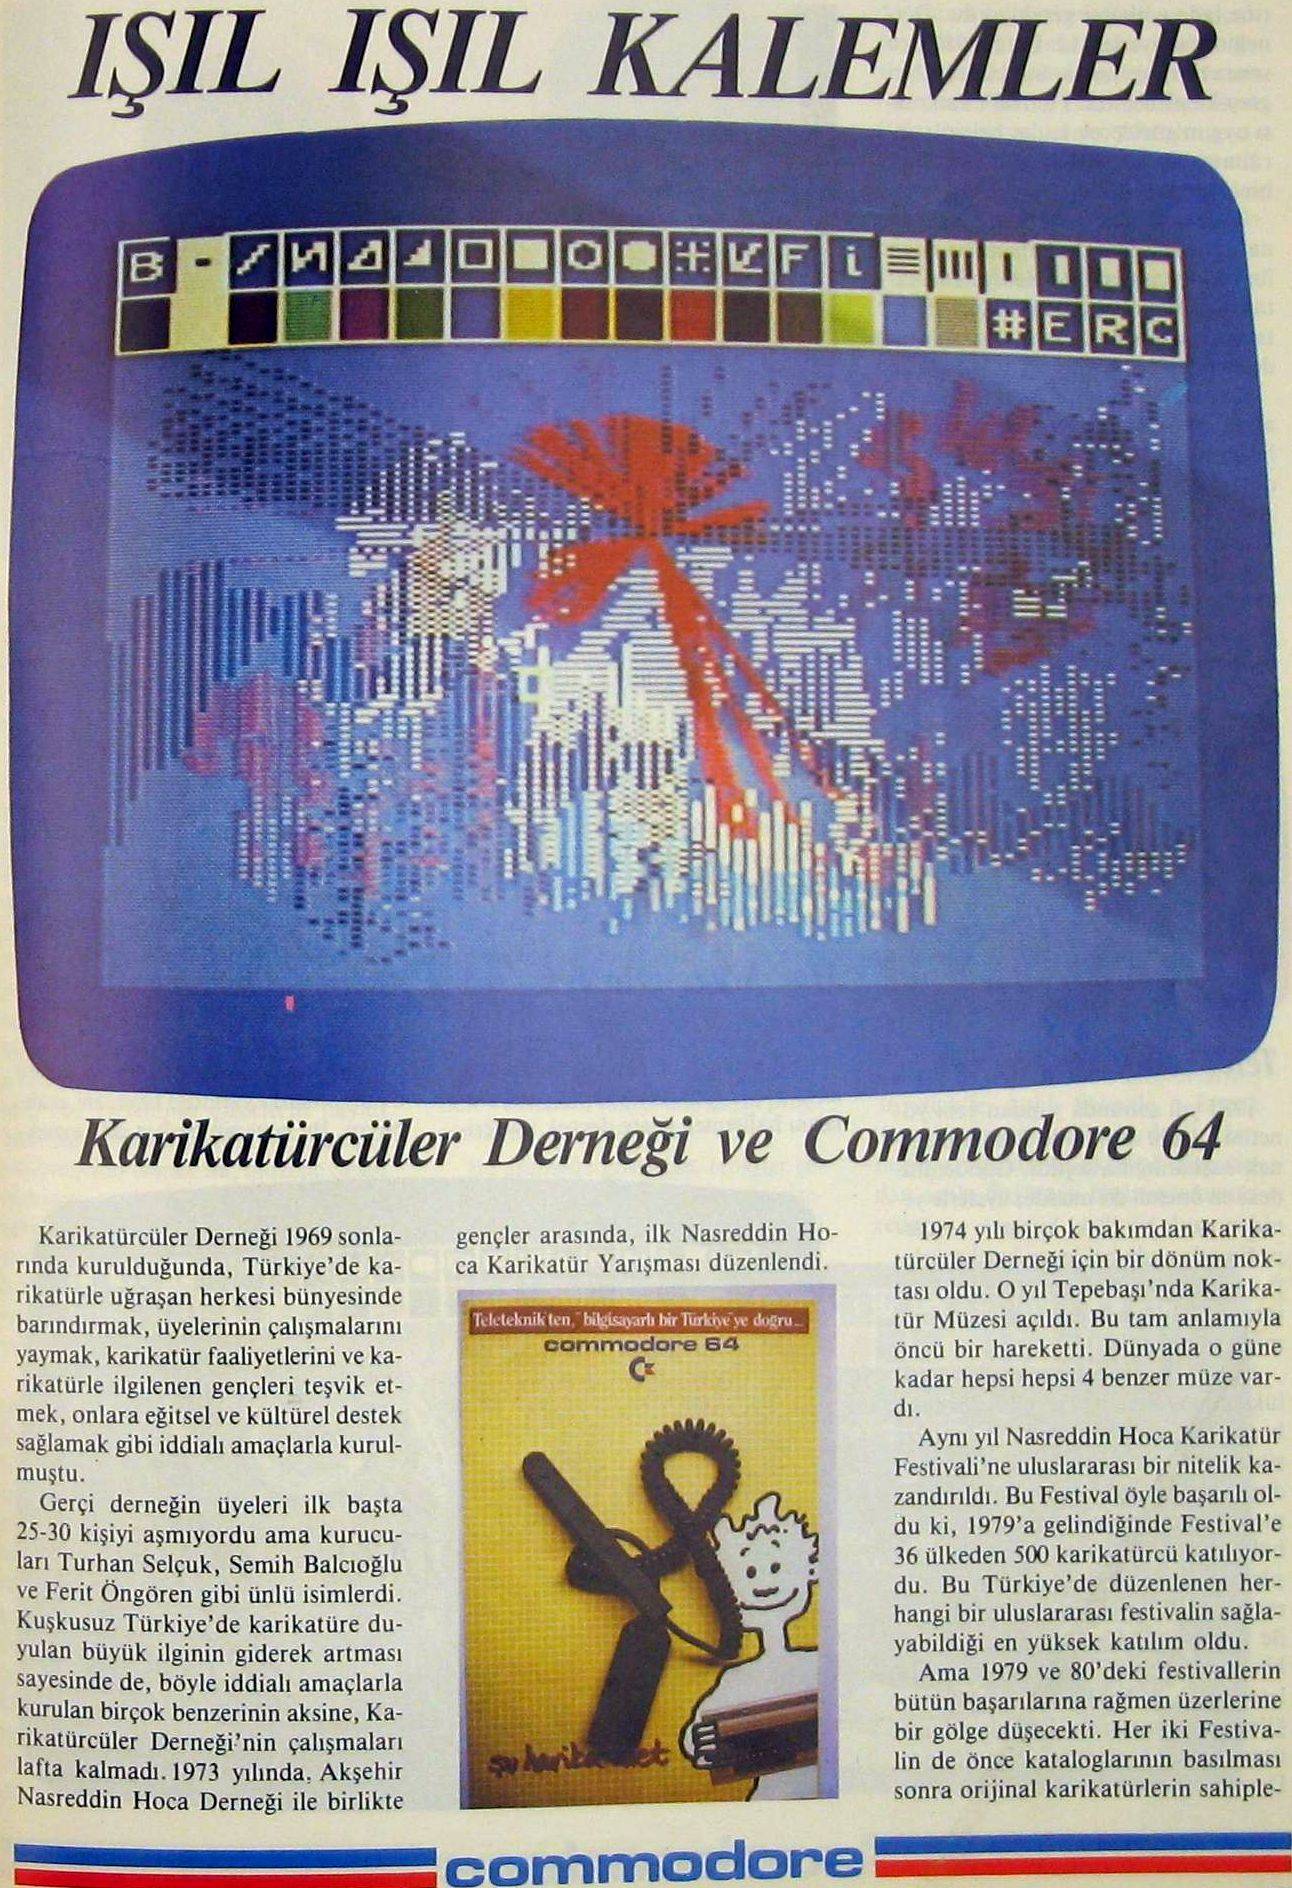 IŞIL IŞIL KALEMLER
B F i
# E R C
Karikatürcüler Derneği ve Commodore 64
Karikatürcüler Derneği 1969 sonla-
rında kurulduğunda, Türkiye'de ka-
rikatürle uğraşan herkesi bünyesinde
barındırmak, üyelerinin çalışmalarını
yaymak, karikatür faaliyetlerini ve ka-
rikatürle ilgilenen gençleri teşvik et-
mek, onlara eğitsel ve kültürel destek
sağlamak gibi iddialı amaçlarla kurul-
muştu.
Gerçi derneğin üyeleri ilk başta
25-30 kişiyi aşmıyordu ama kurucu-
ları Turhan Selçuk, Semih Balcıoğlu
ve Ferit Öngören gibi ünlü isimlerdi.
Kuşkusuz Türkiye'de karikatüre du-
yulan büyük ilginin giderek artması
sayesinde de, böyle iddialı amaçlarla
kurulan birçok benzerinin aksine, Ka-
rikatürcüler Derneği'nin çalışmaları
lafta kalmadı. 1973 yılında, Akşehir
Nasreddin Hoca Derneği ile birlikte
gençler arasında, ilk Nasreddin Ho-
ca Karikatür Yarışması düzenlendi.
Teleteknik'ten, "bilgisayarlı bir Türkiye"ye doğru...
commodore 64
1974 yılı birçok bakımdan Karika-
türcüler Derneği için bir dönüm nok-
tası oldu. O yıl Tepebaşı'nda Karika-
tür Müzesi açıldı. Bu tam anlamıyla
öncü bir hareketti. Dünyada o güne
kadar hepsi hepsi 4 benzer müze var-
dı.
Aynı yıl Nasreddin Hoca Karikatür
Festivali'ne uluslararası bir nitelik ka-
zandırıldı. Bu Festival öyle başarılı ol-
du ki, 1979'a gelindiğinde Festival'e
36 ülkeden 500 karikatürcü katılıyor-
du. Bu Türkiye'de düzenlenen her-
hangi bir uluslararası festivalin sağla-
yabildiği en yüksek katılım oldu.
Ama 1979 ve 80'deki festivallerin
bütün başarılarına rağmen üzerlerine
bir gölge düşecekti. Her iki Festiva-
lin de önce kataloglarının basılması
sonra orijinal karikatürlerin sahiple-
commodore